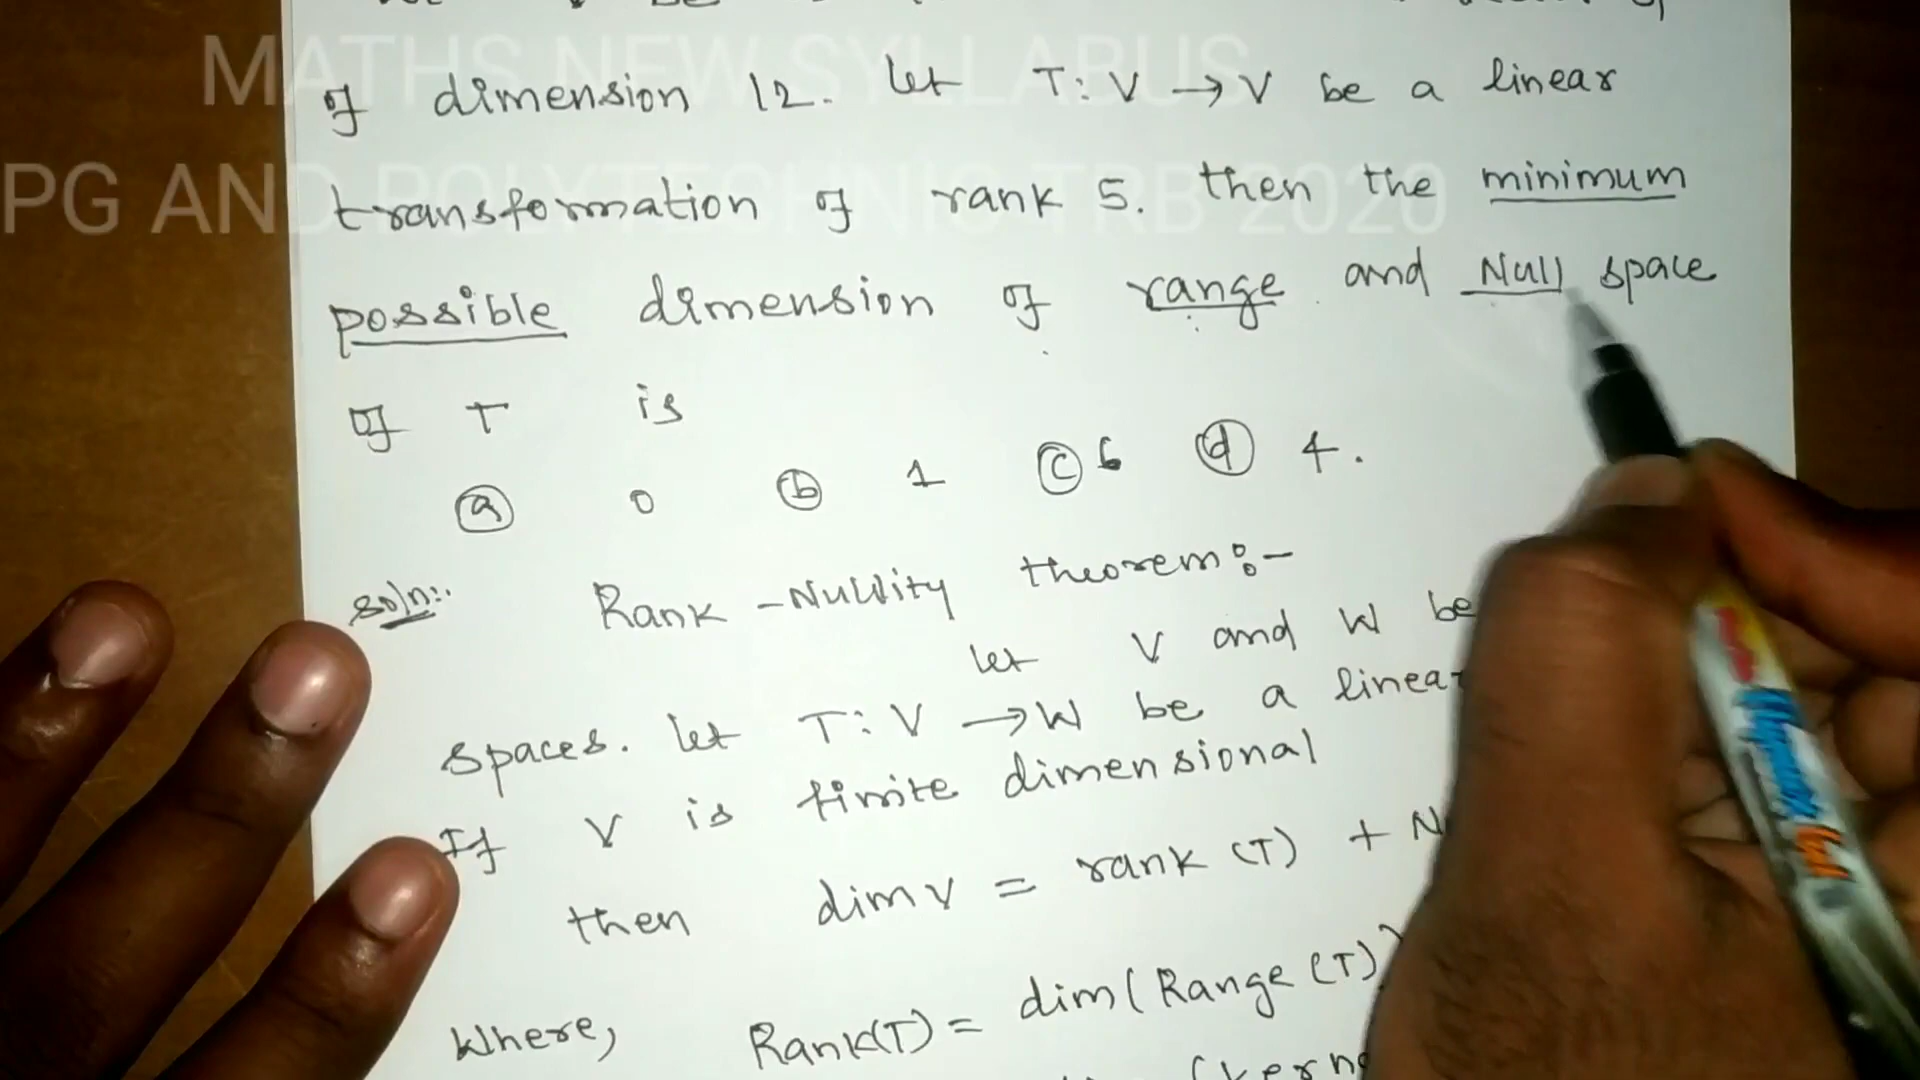 MATHS NEW SYLLABUS
of dimension 12. let T: V → V be a linear
PG AND POLYTECHNIC TRB 2020
transformation of rank 5. then the minimum
possible dimension of range and Null space
of T is
ⓐ 0 ⓑ 1 ⓒ 6 ⓓ 4.
soln:.
Rank - Nullity theorem:-
let V and W be
spaces. let T: V → W be a linear
If V is finite dimensional
then dim V = rank (T) + N
Where, Rank(T) = dim(Range (T))